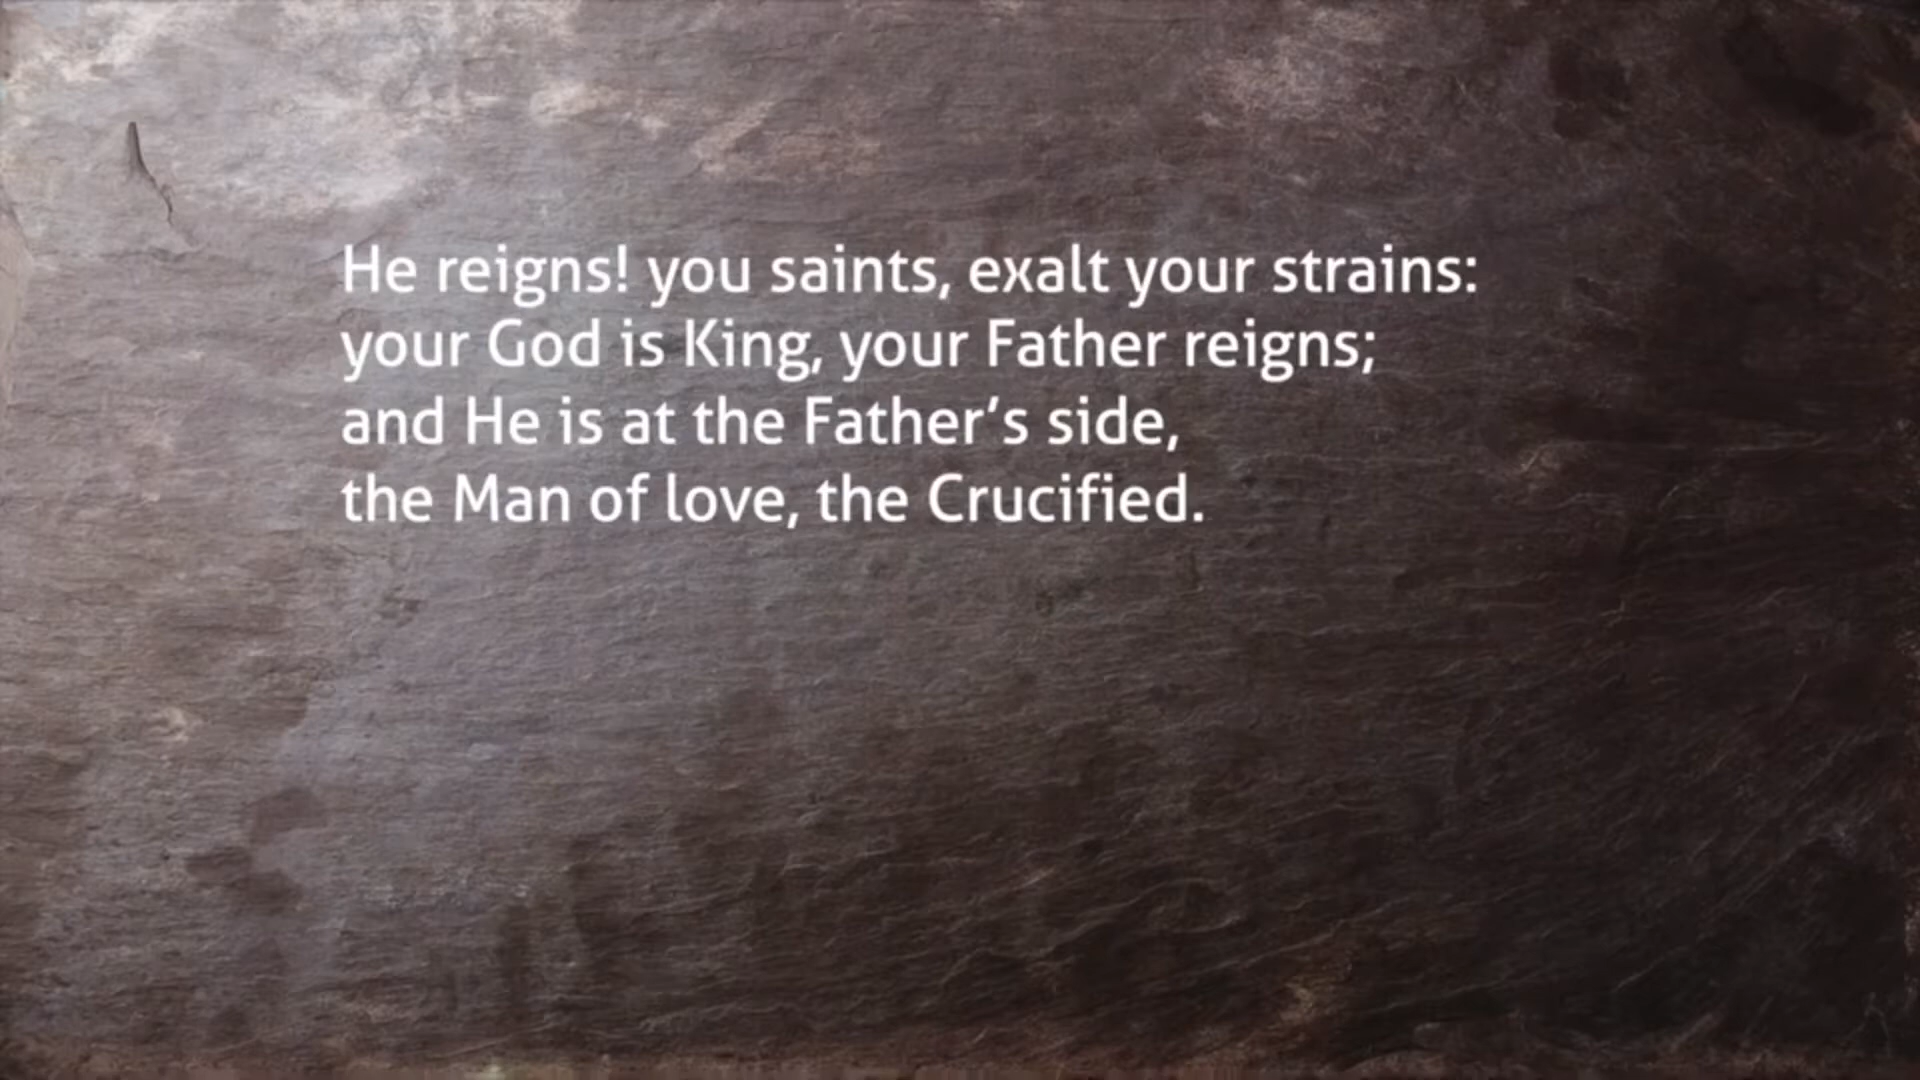 He reigns! you saints, exalt your strains:
your God is King, your Father reigns;
and He is at the Father’s side,
the Man of love, the Crucified.